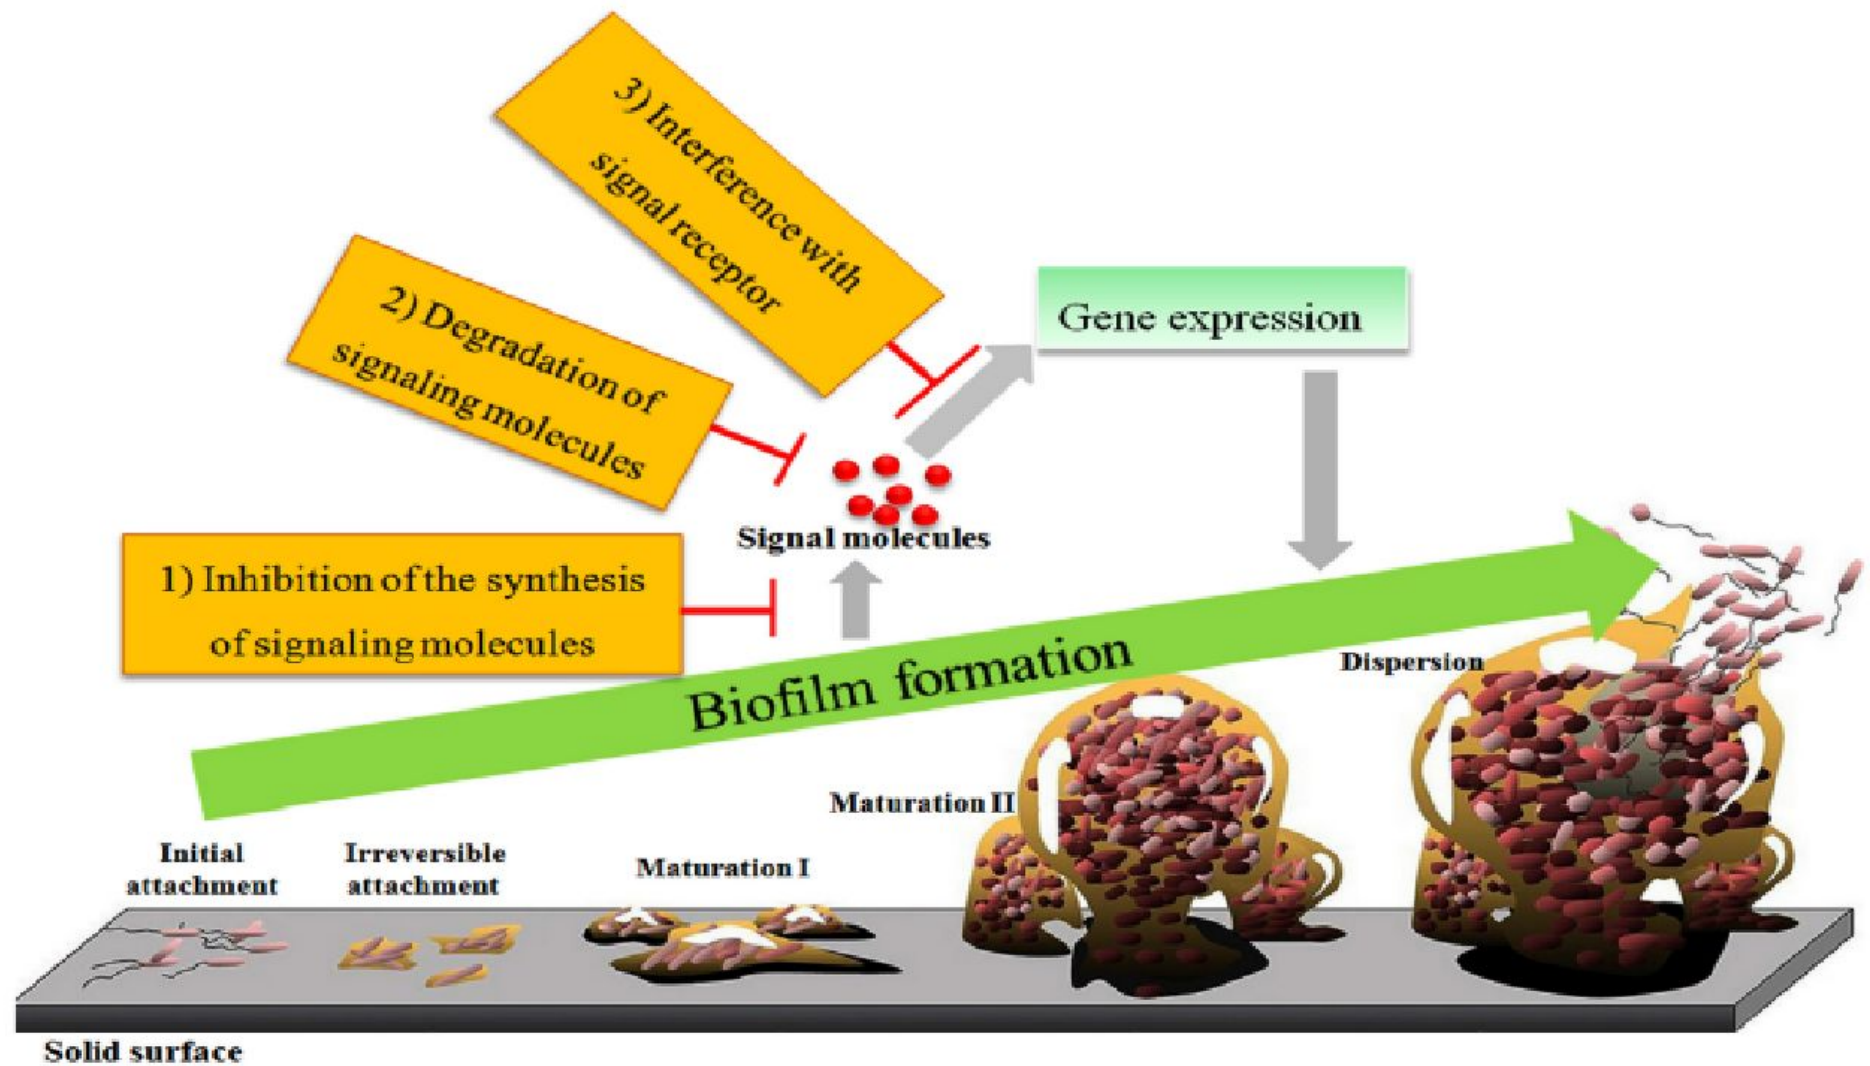 3) Interference with
signal receptor
2) Degradation of
signaling molecules
Gene expression
Signal molecules
1) Inhibition of the synthesis
of signaling molecules
Biofilm formation
Dispersion
Maturation II
Initial
attachment
Irreversible
attachment
Maturation I
Solid surface